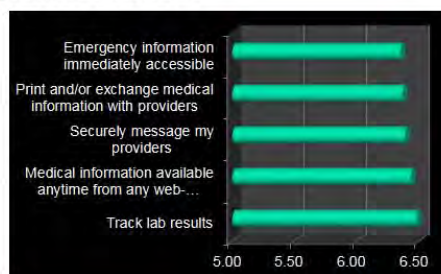 Emergency information
immediately accessible
Print and/or exchange medical
information with providers
Securely message my
providers
Medical information available
anytime from any web-...
Track lab results
5.00 5.50 6.00 6.50